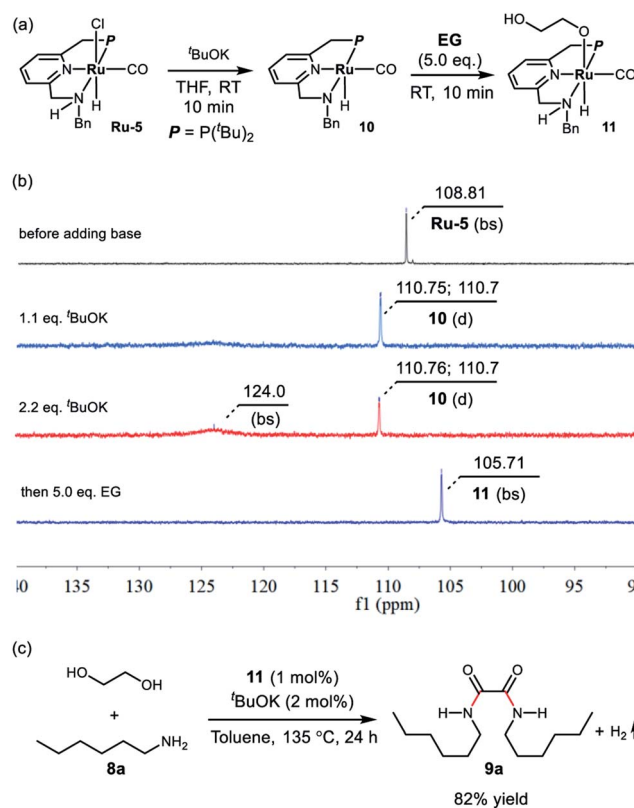 (a)
Cl
P
N
Ru
CO
H
H
N
Bn
Ru-5
ᵗBuOK
THF, RT
10 min
P = P(ᵗBu)₂
P
N
Ru
CO
H
N
Bn
10
EG
(5.0 eq.)
RT, 10 min
HO
O
P
N
Ru
CO
H
H
N
Bn
11
(b)
before adding base
108.81
Ru-5 (bs)
1.1 eq. ᵗBuOK
110.75; 110.7
10 (d)
2.2 eq. ᵗBuOK
124.0
(bs)
110.76; 110.7
10 (d)
then 5.0 eq. EG
105.71
11 (bs)
40 135 130 125 120 115 110 105 100 95 9
f1 (ppm)
(c)
HO
OH
+
NH₂
8a
11 (1 mol%)
ᵗBuOK (2 mol%)
Toluene, 135 °C, 24 h
O O
H-N N-H
+ H₂
9a
82% yield